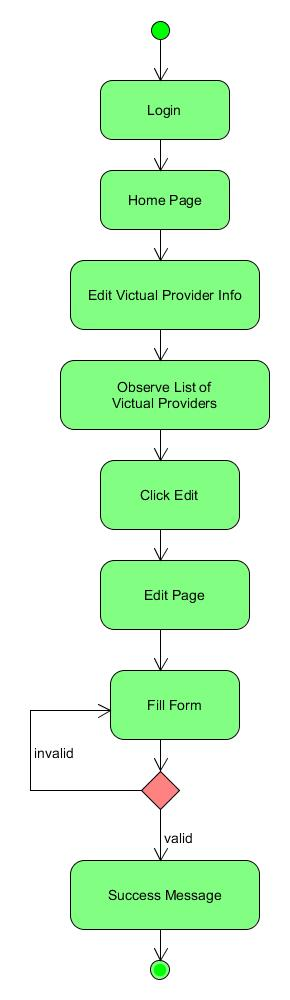 Login
Home Page
Edit Victual Provider Info
Observe List of
Victual Providers
Click Edit
Edit Page
Fill Form
invalid
valid
Success Message